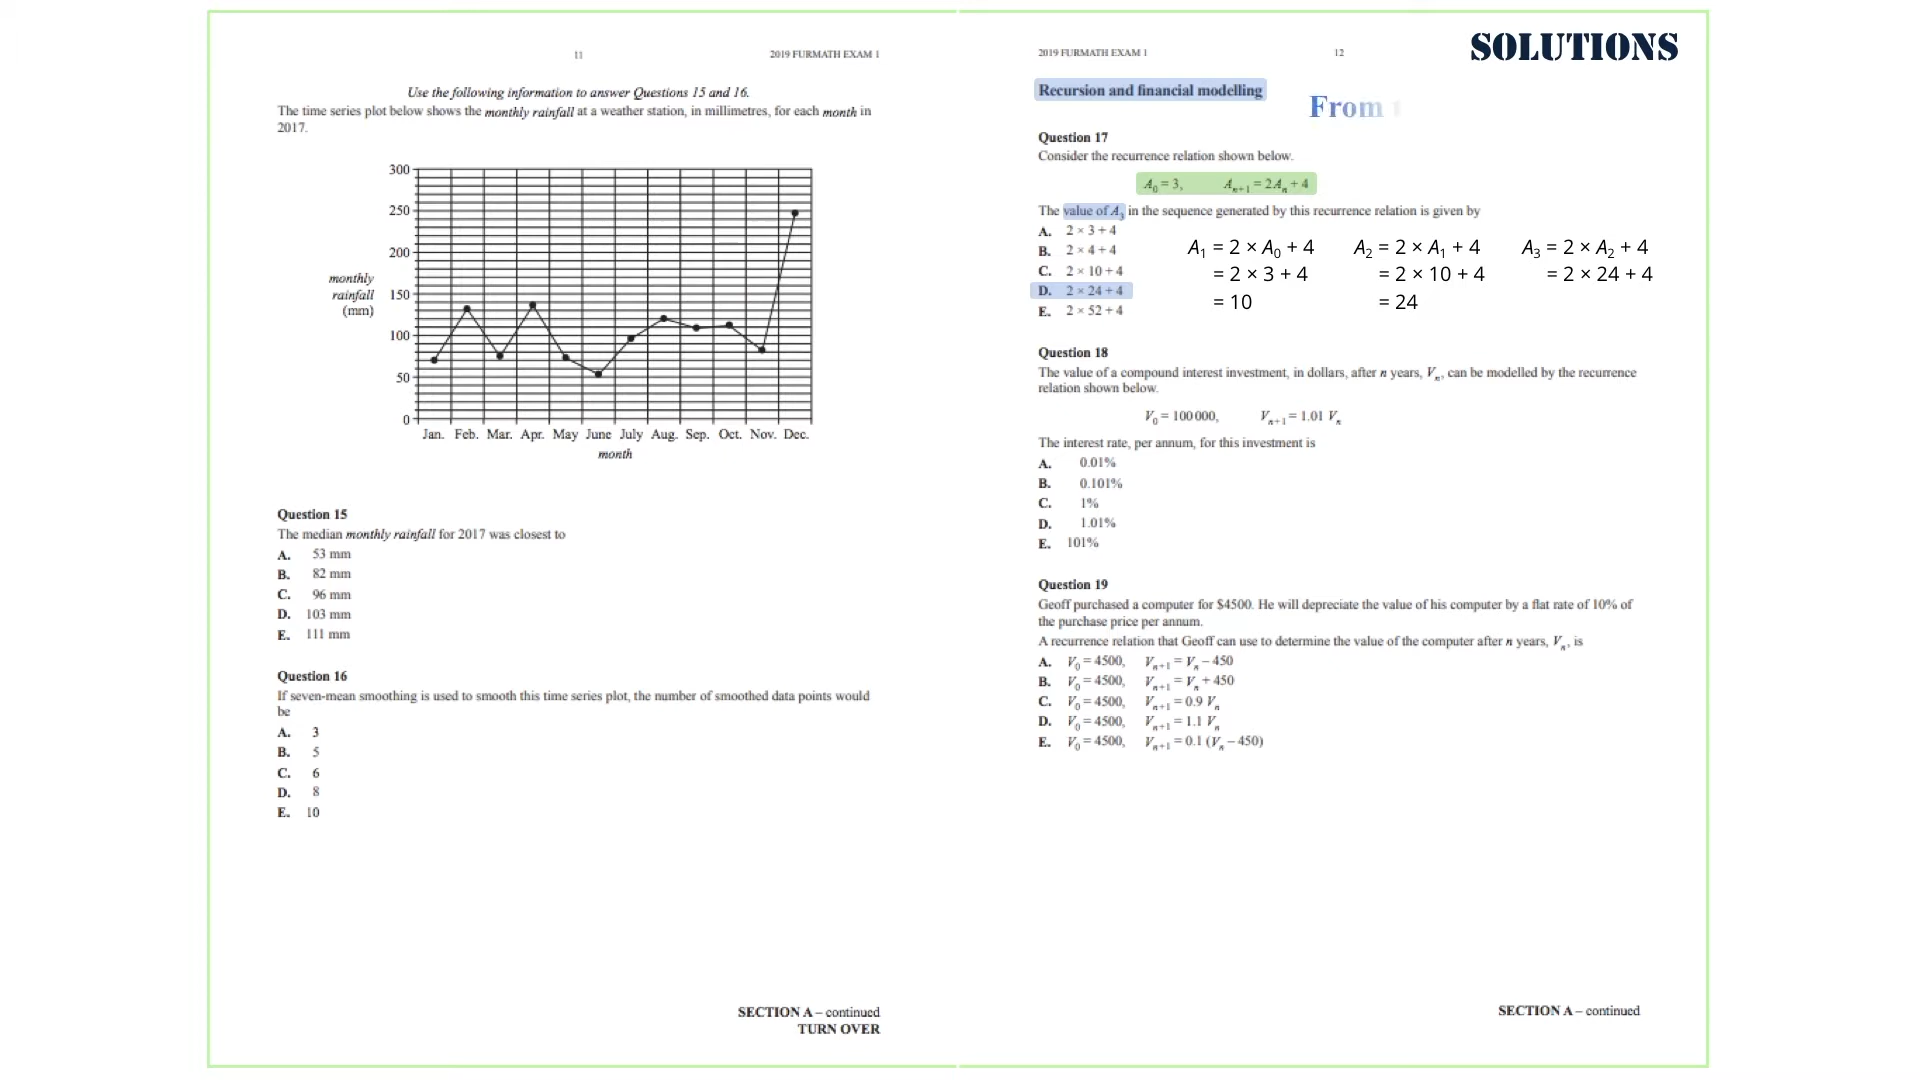 11 2019 FURMATH EXAM 1
Use the following information to answer Questions 15 and 16.
The time series plot below shows the monthly rainfall at a weather station, in millimetres, for each month in
2017.
300
250
200
150
100
50
0
monthly
rainfall
(mm)
Jan. Feb. Mar. Apr. May June July Aug. Sep. Oct. Nov. Dec.
month
Question 15
The median monthly rainfall for 2017 was closest to
A. 53 mm
B. 82 mm
C. 96 mm
D. 103 mm
E. 111 mm
Question 16
If seven-mean smoothing is used to smooth this time series plot, the number of smoothed data points would
be
A. 3
B. 5
C. 6
D. 8
E. 10
SECTION A – continued
TURN OVER
2019 FURMATH EXAM 1 12
SOLUTIONS
Recursion and financial modelling
From
Question 17
Consider the recurrence relation shown below.
A₀ = 3, Aₙ₊₁ = 2Aₙ + 4
The value of A₃ in the sequence generated by this recurrence relation is given by
A. 2 × 3 + 4
B. 2 × 4 + 4
C. 2 × 10 + 4
D. 2 × 24 + 4
E. 2 × 52 + 4
A₁ = 2 × A₀ + 4
= 2 × 3 + 4
= 10
A₂ = 2 × A₁ + 4
= 2 × 10 + 4
= 24
A₃ = 2 × A₂ + 4
= 2 × 24 + 4
Question 18
The value of a compound interest investment, in dollars, after n years, Vₙ, can be modelled by the recurrence
relation shown below.
V₀ = 100 000, Vₙ₊₁ = 1.01 Vₙ
The interest rate, per annum, for this investment is
A. 0.01%
B. 0.101%
C. 1%
D. 1.01%
E. 101%
Question 19
Geoff purchased a computer for $4500. He will depreciate the value of his computer by a flat rate of 10% of
the purchase price per annum.
A recurrence relation that Geoff can use to determine the value of the computer after n years, Vₙ, is
A. V₀ = 4500, Vₙ₊₁ = Vₙ – 450
B. V₀ = 4500, Vₙ₊₁ = Vₙ + 450
C. V₀ = 4500, Vₙ₊₁ = 0.9 Vₙ
D. V₀ = 4500, Vₙ₊₁ = 1.1 Vₙ
E. V₀ = 4500, Vₙ₊₁ = 0.1 (Vₙ – 450)
SECTION A – continued